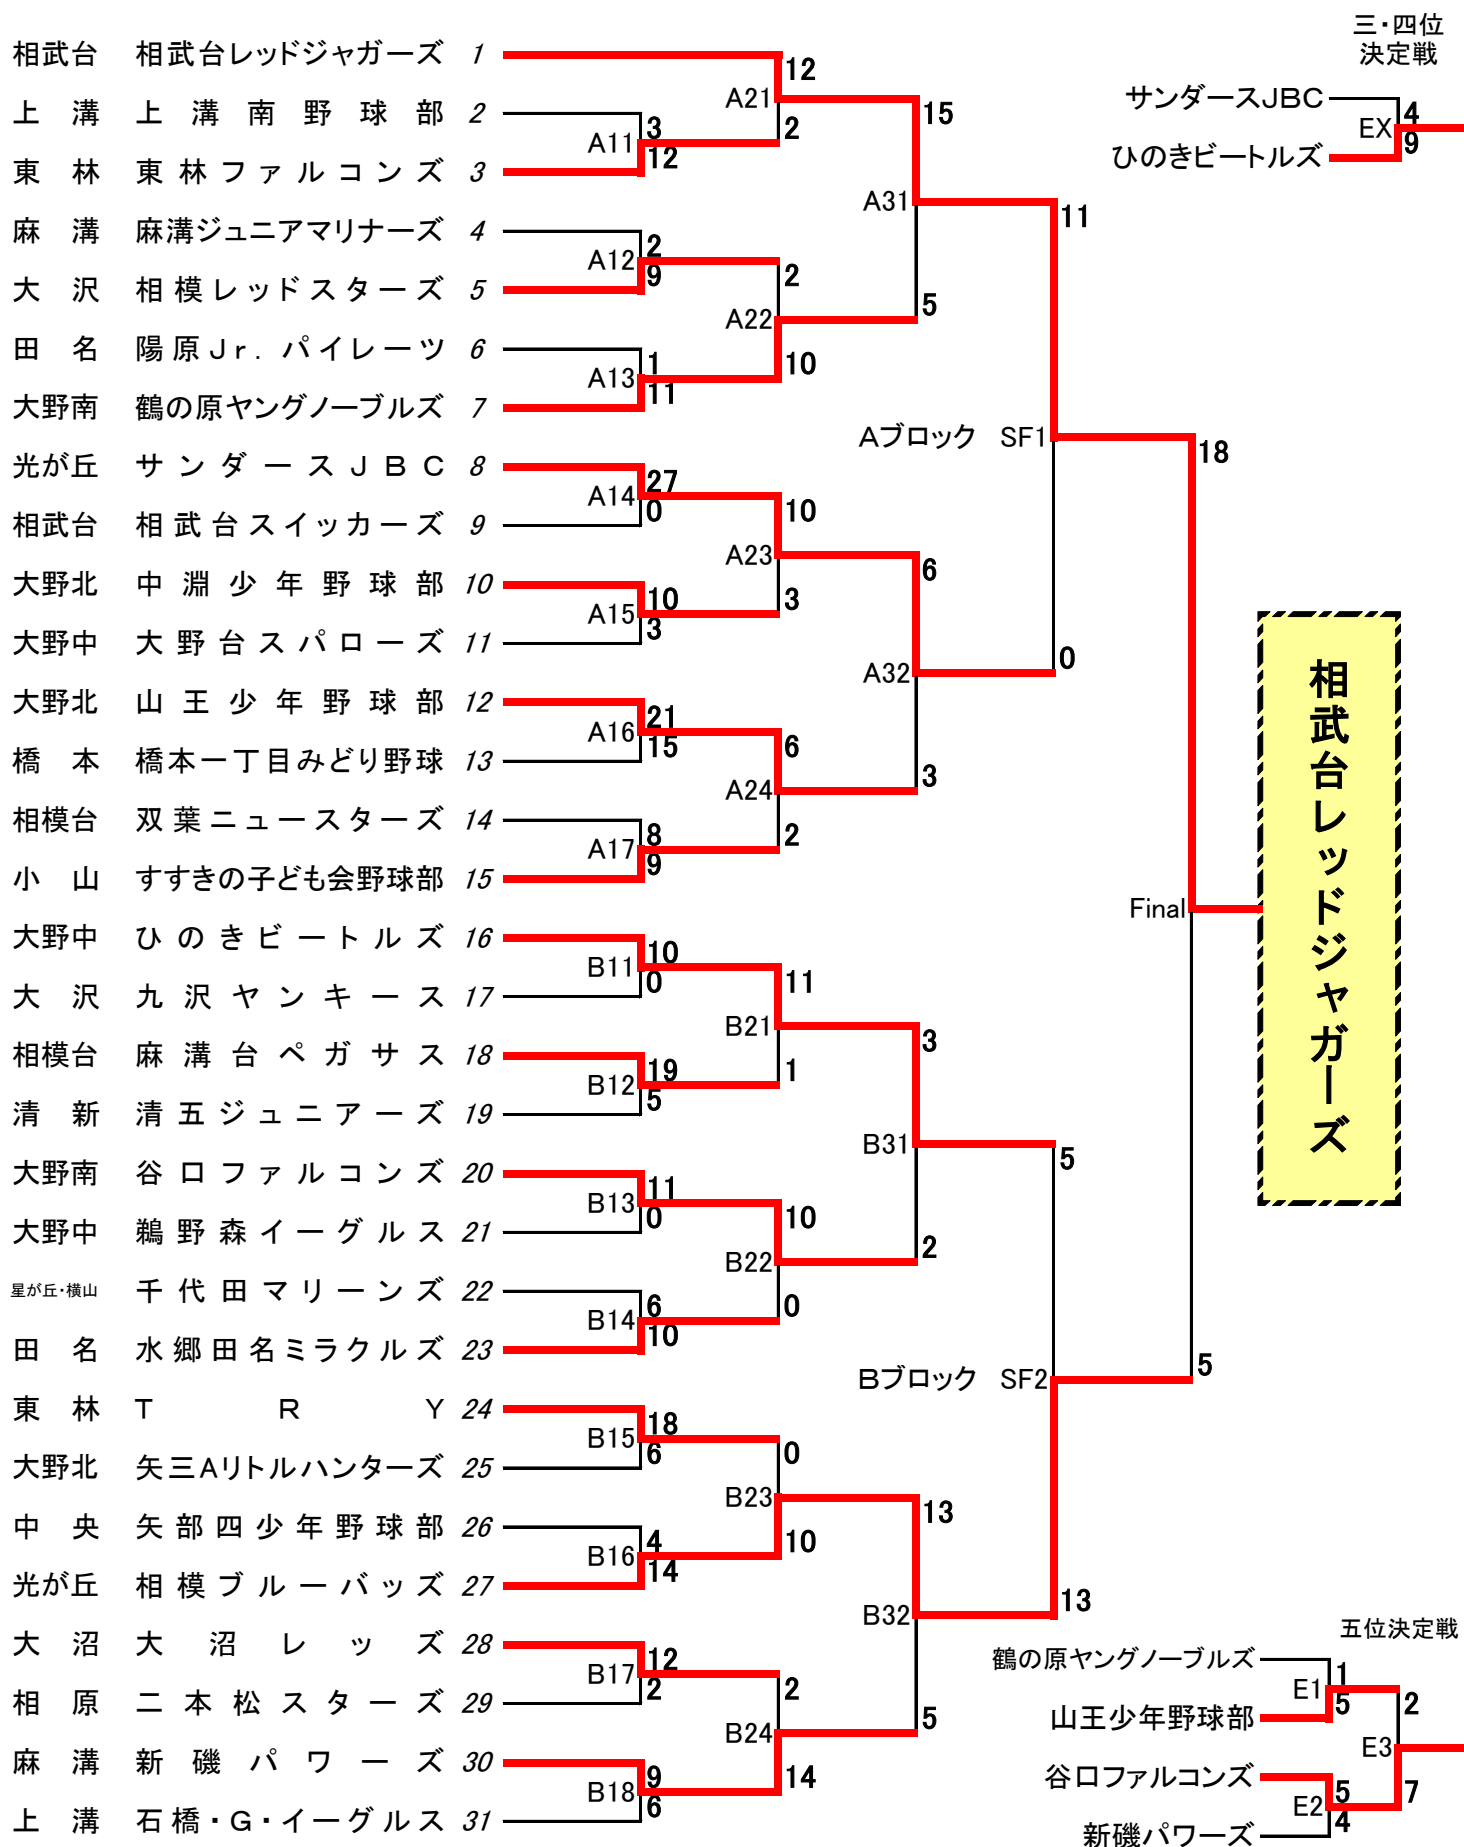 三・四位
決定戦
サンダースJBC
ひのきビートルズ
EX
4
9
相武台 相武台レッドジャガーズ 1
上溝 上溝南野球部 2
東林 東林ファルコンズ 3
麻溝 麻溝ジュニアマリナーズ 4
大沢 相模レッドスターズ 5
田名 陽原Jr.パイレーツ 6
大野南 鶴の原ヤングノーブルズ 7
光が丘 サンダースJBC 8
相武台 相武台スイッカーズ 9
大野北 中淵少年野球部 10
大野中 大野台スパローズ 11
大野北 山王少年野球部 12
橋本 橋本一丁目みどり野球 13
相模台 双葉ニュースターズ 14
小山 すすきの子ども会野球部 15
大野中 ひのきビートルズ 16
大沢 九沢ヤンキース 17
相模台 麻溝台ペガサス 18
清新 清五ジュニアーズ 19
大野南 谷口ファルコンズ 20
大野中 鵜野森イーグルス 21
星が丘・横山 千代田マリーンズ 22
田名 水郷田名ミラクルズ 23
東林 TRY 24
大野北 矢三Aリトルハンターズ 25
中央 矢部四少年野球部 26
光が丘 相模ブルーバッズ 27
大沼 大沼レッズ 28
相原 二本松スターズ 29
麻溝 新磯パワーズ 30
上溝 石橋・G・イーグルス 31
A11 3 12
A12 2 9
A13 1 11
A14 27 0
A15 10 3
A16 21 15
A17 8 9
B11 10 0
B12 19 5
B13 11 0
B14 6 10
B15 18 6
B16 4 14
B17 12 2
B18 9 6
A21 12 2
A22 2 10
A23 10 3
A24 6 2
B21 11 1
B22 10 0
B23 0 10
B24 2 14
A31 15 5
A32 6 3
B31 3 2
B32 13 5
Aブロック SF1 11 0
Bブロック SF2 5 13
Final 18 5
相武台レッドジャガーズ
五位決定戦
鶴の原ヤングノーブルズ
山王少年野球部
谷口ファルコンズ
新磯パワーズ
E1 1 5
E2 5 4
E3 2 7